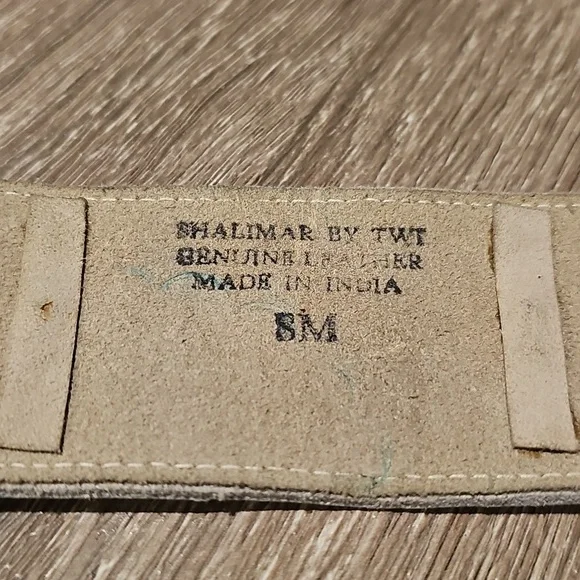 SHALIMAR BY TWT
GENUINE LEATHER
MADE IN INDIA
SM